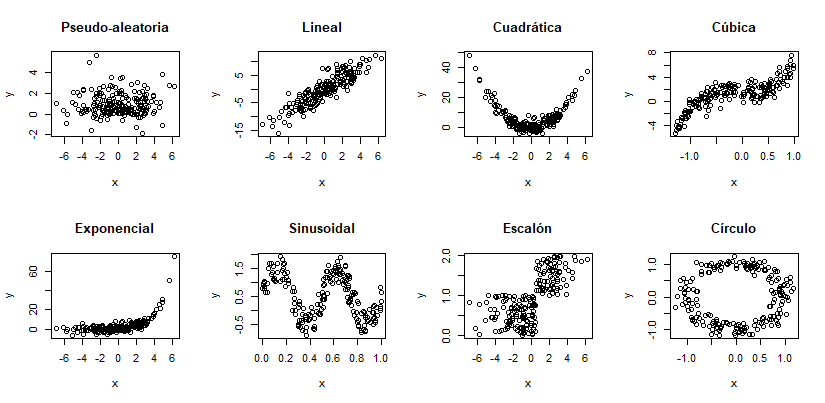 Pseudo-aleatoria
y
-2 0 2 4
-6 -4 -2 0 2 4 6
x
Lineal
y
-15 -5 5
-6 -4 -2 0 2 4 6
x
Cuadrática
y
0 20 40
-6 -4 -2 0 2 4 6
x
Cúbica
y
-4 0 4 8
-1.0 0.0 0.5 1.0
x
Exponencial
y
0 20 60
-6 -4 -2 0 2 4 6
x
Sinusoidal
y
-0.5 0.5 1.5
0.0 0.2 0.4 0.6 0.8 1.0
x
Escalón
y
0.0 1.0 2.0
-6 -4 -2 0 2 4 6
x
Círculo
y
-1.0 0.0 1.0
-1.0 0.0 0.5 1.0
x